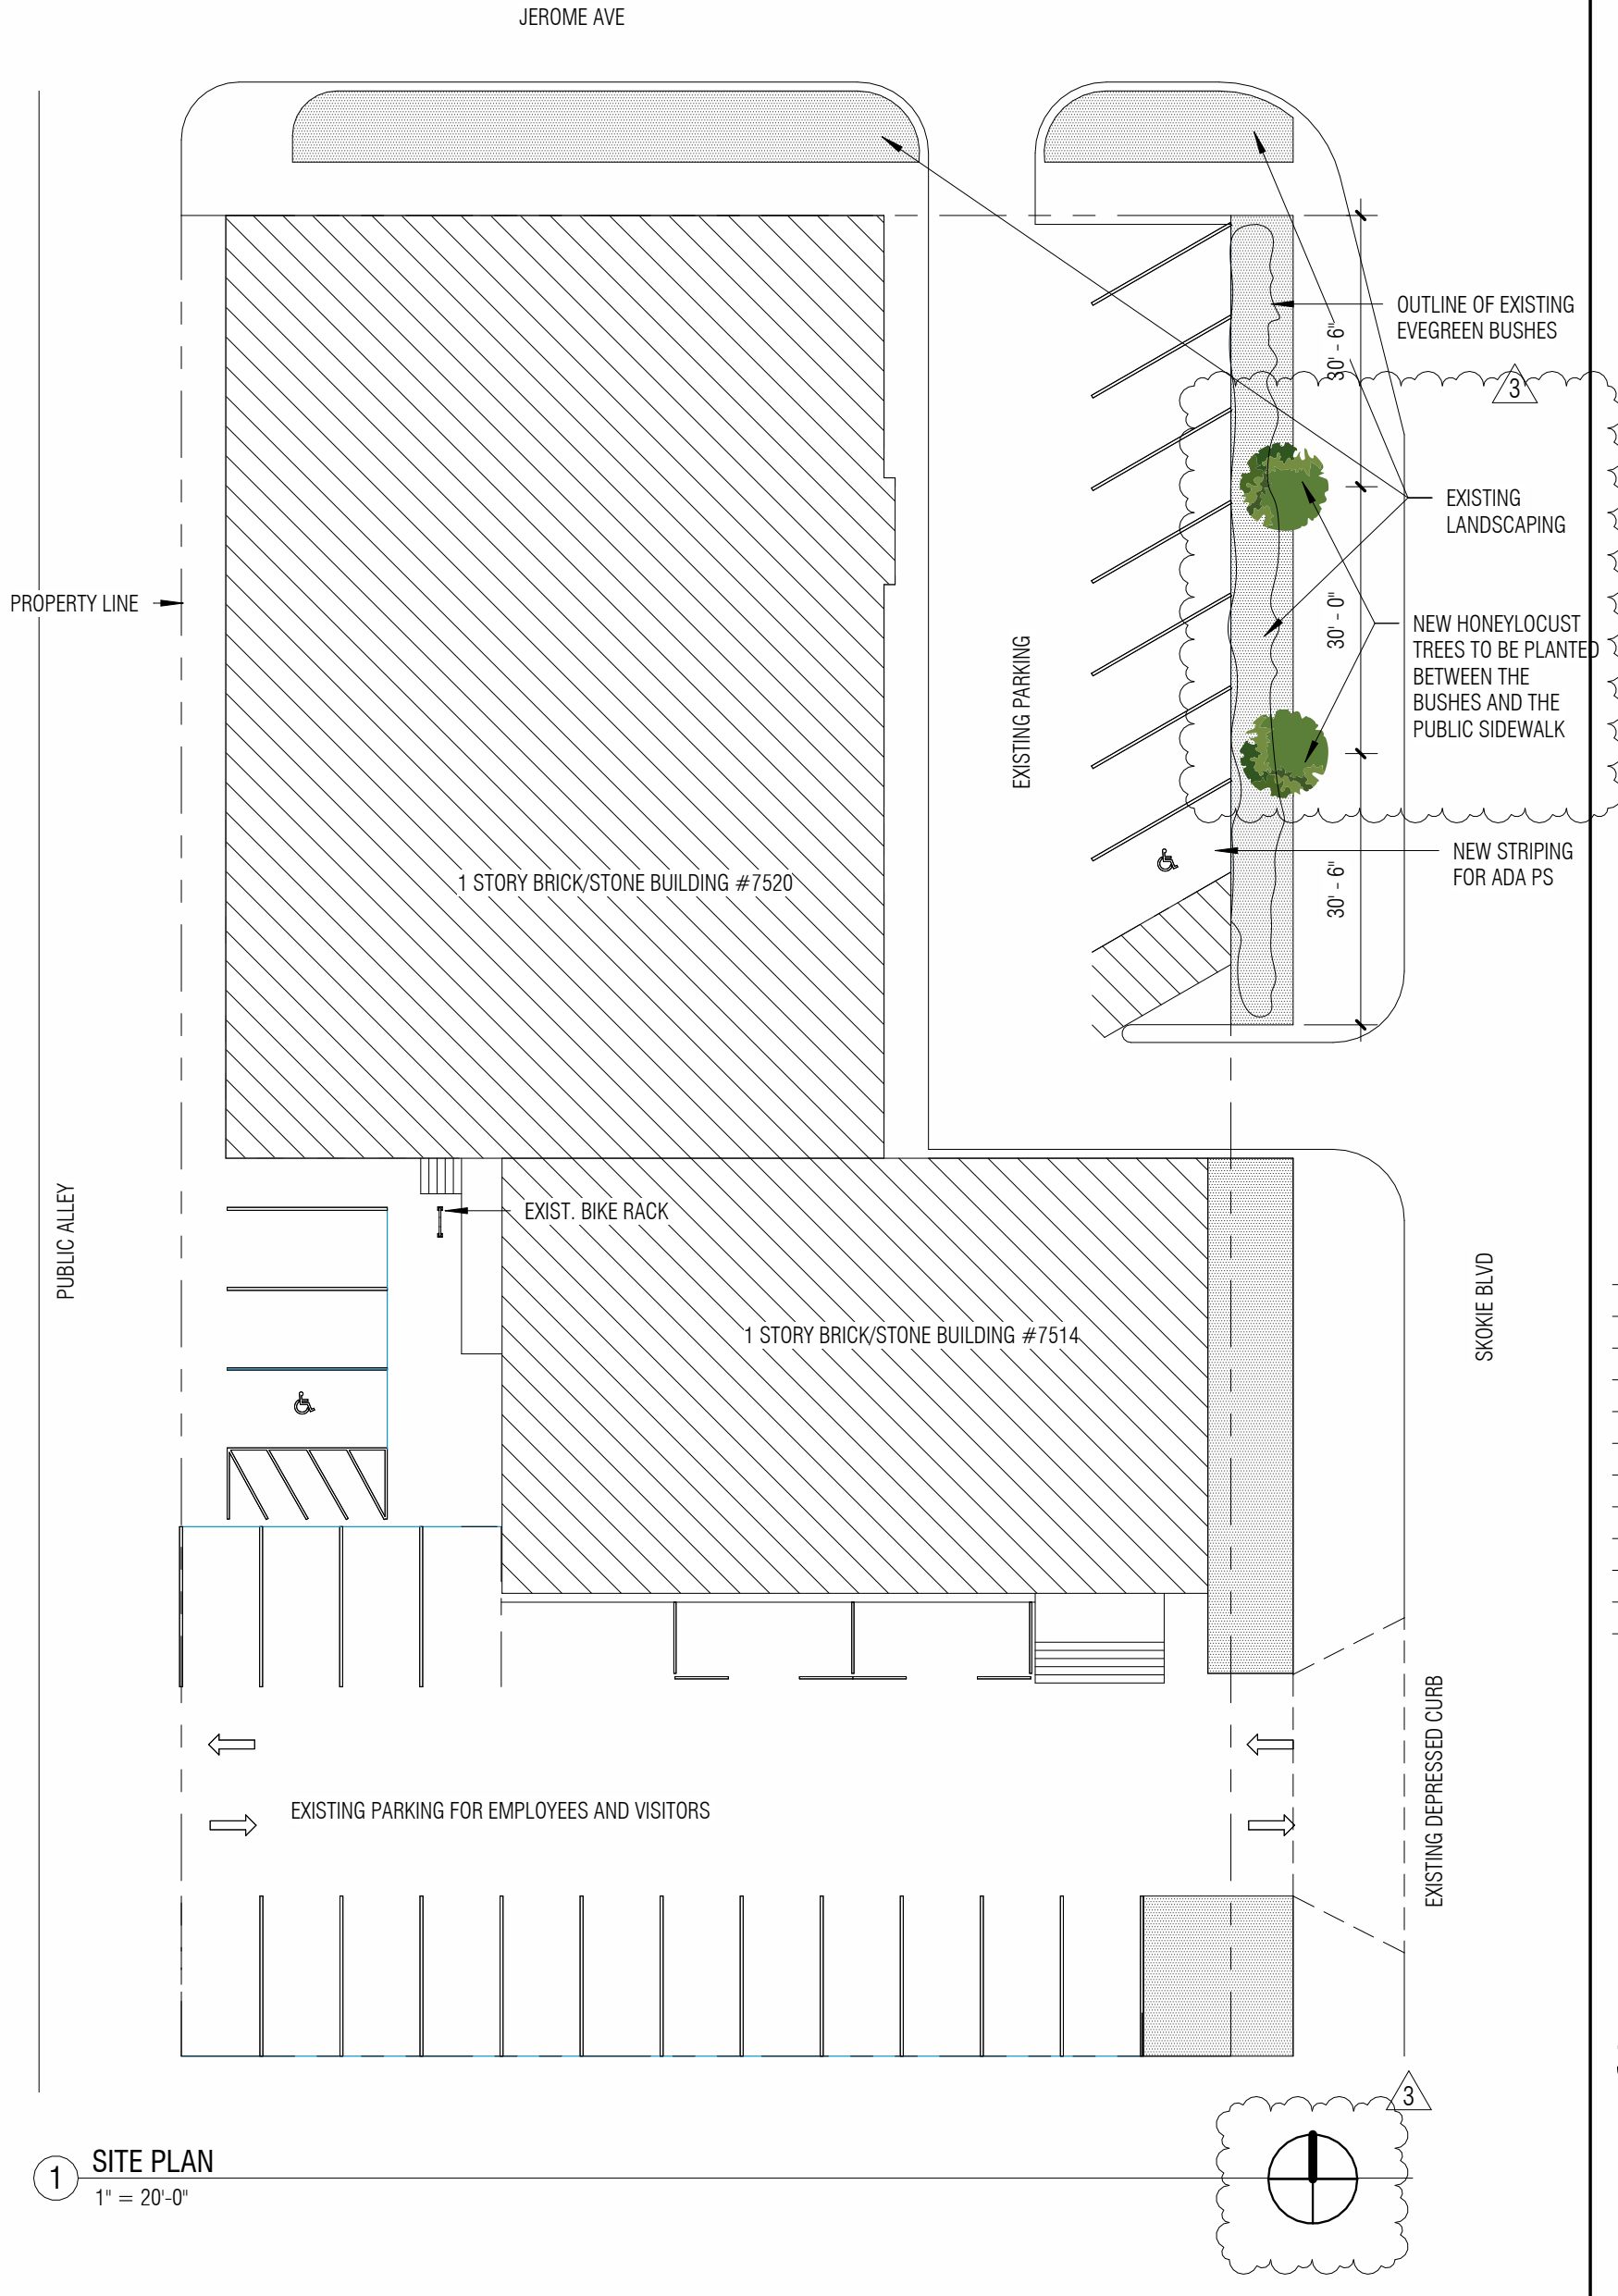 JEROME AVE
OUTLINE OF EXISTING
EVEGREEN BUSHES
30' - 6"
3
EXISTING
LANDSCAPING
PROPERTY LINE
30' - 0"
NEW HONEYLOCUST
TREES TO BE PLANTED
BETWEEN THE
BUSHES AND THE
PUBLIC SIDEWALK
EXISTING PARKING
NEW STRIPING
FOR ADA PS
30' - 6"
1 STORY BRICK/STONE BUILDING #7520
PUBLIC ALLEY
EXIST. BIKE RACK
1 STORY BRICK/STONE BUILDING #7514
SKOKIE BLVD
EXISTING PARKING FOR EMPLOYEES AND VISITORS
EXISTING DEPRESSED CURB
3
1
SITE PLAN
1" = 20'-0"